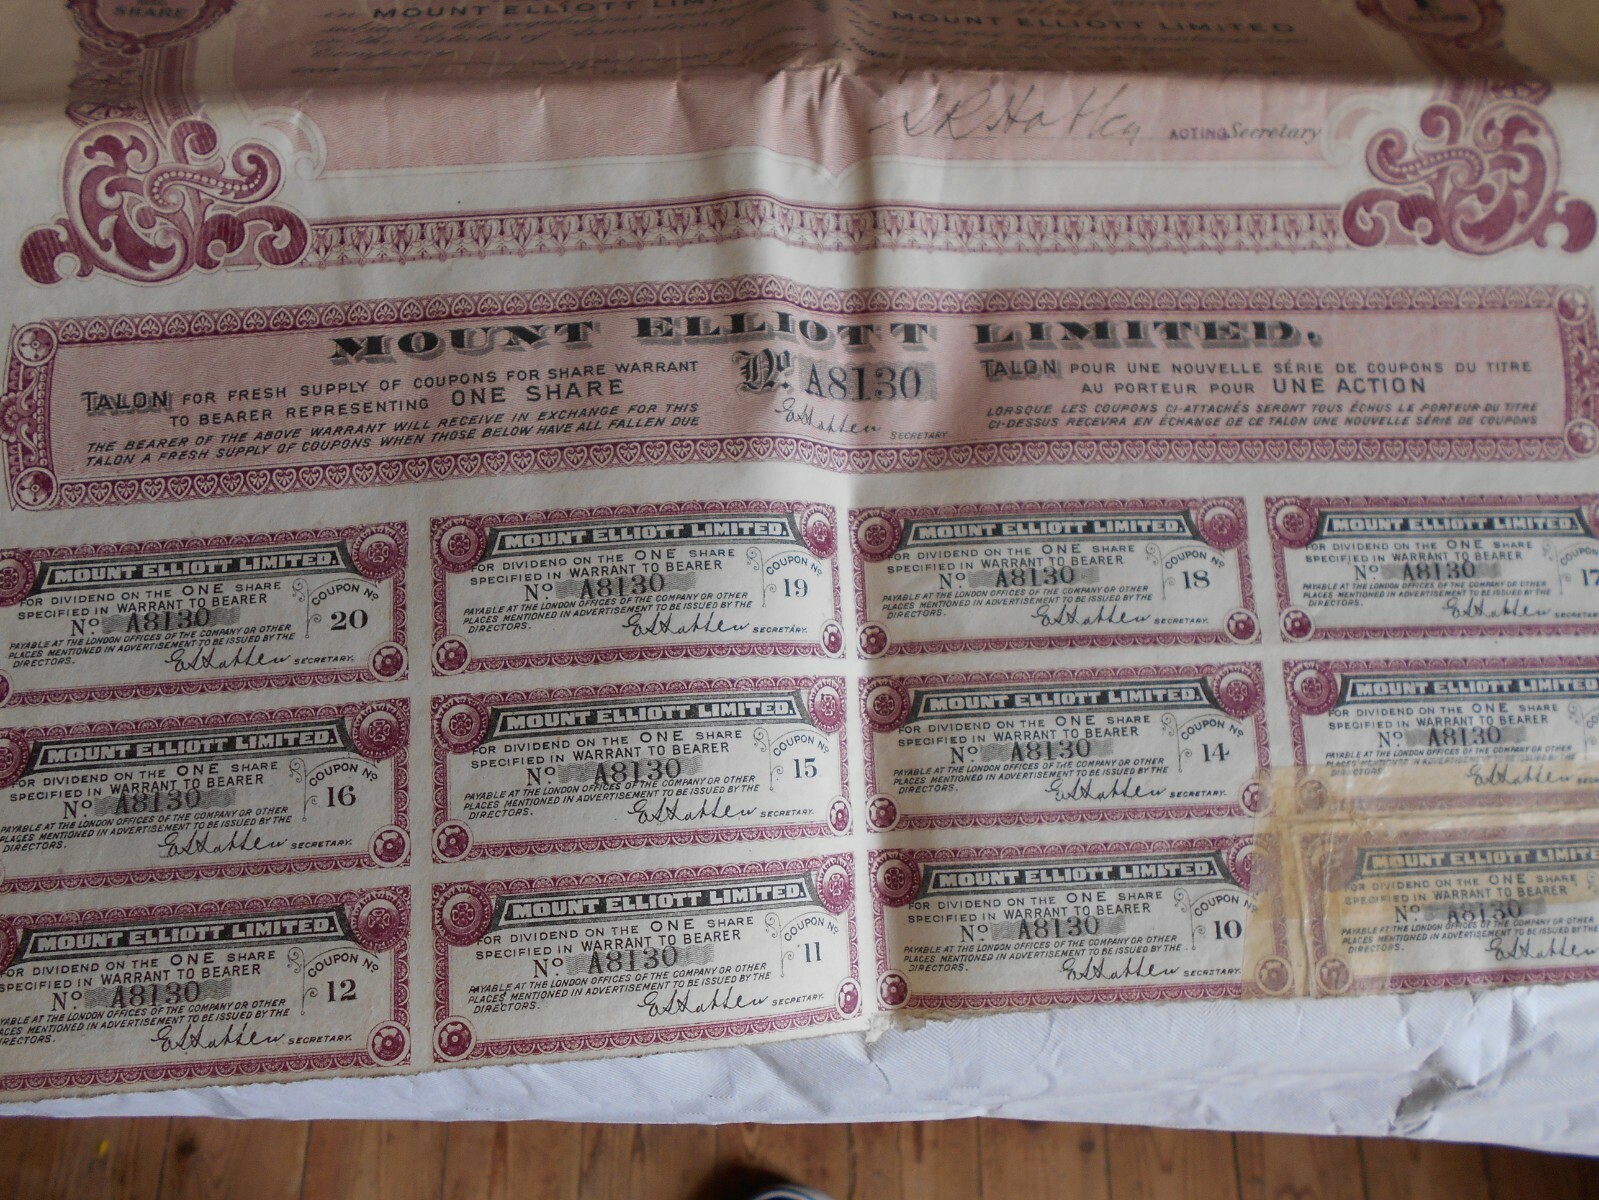 SHARE
MOUNT ELLIOTT LIMITED
MOUNT ELLIOTT LIMITED
ACTING Secretary
MOUNT ELLIOTT LIMITED.
TALON FOR FRESH SUPPLY OF COUPONS FOR SHARE WARRANT
TO BEARER REPRESENTING ONE SHARE
THE BEARER OF THE ABOVE WARRANT WILL RECEIVE IN EXCHANGE FOR THIS
TALON A FRESH SUPPLY OF COUPONS WHEN THOSE BELOW HAVE ALL FALLEN DUE
No. A8130
SECRETARY
TALON POUR UNE NOUVELLE SÉRIE DE COUPONS DU TITRE
AU PORTEUR POUR UNE ACTION
LORSQUE LES COUPONS CI-ATTACHÉS SERONT TOUS ÉCHUS LE PORTEUR DU TITRE
CI-DESSUS RECEVRA EN ÉCHANGE DE CE TALON UNE NOUVELLE SÉRIE DE COUPONS
MOUNT ELLIOTT LIMITED.
FOR DIVIDEND ON THE ONE SHARE
SPECIFIED IN WARRANT TO BEARER
No A8130
COUPON No
20
PAYABLE AT THE LONDON OFFICES OF THE COMPANY OR OTHER
PLACES MENTIONED IN ADVERTISEMENT TO BE ISSUED BY THE
DIRECTORS.
SECRETARY.
MOUNT ELLIOTT LIMITED.
FOR DIVIDEND ON THE ONE SHARE
SPECIFIED IN WARRANT TO BEARER
No A8130
COUPON No
19
PAYABLE AT THE LONDON OFFICES OF THE COMPANY OR OTHER
PLACES MENTIONED IN ADVERTISEMENT TO BE ISSUED BY THE
DIRECTORS.
SECRETARY.
MOUNT ELLIOTT LIMITED.
FOR DIVIDEND ON THE ONE SHARE
SPECIFIED IN WARRANT TO BEARER
No A8130
COUPON No
18
PAYABLE AT THE LONDON OFFICES OF THE COMPANY OR OTHER
PLACES MENTIONED IN ADVERTISEMENT TO BE ISSUED BY THE
DIRECTORS.
SECRETARY.
MOUNT ELLIOTT LIMITED.
FOR DIVIDEND ON THE ONE SHARE
SPECIFIED IN WARRANT TO BEARER
No A8130
COUPON
17
PAYABLE AT THE LONDON OFFICES OF THE COMPANY OR OTHER
PLACES MENTIONED IN ADVERTISEMENT TO BE ISSUED BY THE
DIRECTORS.
MOUNT ELLIOTT LIMITED.
FOR DIVIDEND ON THE ONE SHARE
SPECIFIED IN WARRANT TO BEARER
No A8130
COUPON No
16
PAYABLE AT THE LONDON OFFICES OF THE COMPANY OR OTHER
PLACES MENTIONED IN ADVERTISEMENT TO BE ISSUED BY THE
DIRECTORS.
SECRETARY.
MOUNT ELLIOTT LIMITED.
FOR DIVIDEND ON THE ONE SHARE
SPECIFIED IN WARRANT TO BEARER
No A8130
COUPON No
15
PAYABLE AT THE LONDON OFFICES OF THE COMPANY OR OTHER
PLACES MENTIONED IN ADVERTISEMENT TO BE ISSUED BY THE
DIRECTORS.
SECRETARY.
MOUNT ELLIOTT LIMITED.
FOR DIVIDEND ON THE ONE SHARE
SPECIFIED IN WARRANT TO BEARER
No A8130
COUPON No
14
PAYABLE AT THE LONDON OFFICES OF THE COMPANY OR OTHER
PLACES MENTIONED IN ADVERTISEMENT TO BE ISSUED BY THE
DIRECTORS.
SECRETARY.
MOUNT ELLIOTT LIMITED
FOR DIVIDEND ON THE ONE SHARE
SPECIFIED IN WARRANT TO BEARER
No A8130
PAYABLE AT THE LONDON OFFICES OF THE COMPANY OR OTHER
PLACES MENTIONED IN ADVERTISEMENT TO BE ISSUED BY THE
DIRECTORS.
MOUNT ELLIOTT LIMITED.
FOR DIVIDEND ON THE ONE SHARE
SPECIFIED IN WARRANT TO BEARER
No A8130
COUPON No
12
PAYABLE AT THE LONDON OFFICES OF THE COMPANY OR OTHER
PLACES MENTIONED IN ADVERTISEMENT TO BE ISSUED BY THE
DIRECTORS.
SECRETARY.
MOUNT ELLIOTT LIMITED.
FOR DIVIDEND ON THE ONE SHARE
SPECIFIED IN WARRANT TO BEARER
No A8130
COUPON No
11
PAYABLE AT THE LONDON OFFICES OF THE COMPANY OR OTHER
PLACES MENTIONED IN ADVERTISEMENT TO BE ISSUED BY THE
DIRECTORS.
SECRETARY.
MOUNT ELLIOTT LIMITED.
FOR DIVIDEND ON THE ONE SHARE
SPECIFIED IN WARRANT TO BEARER
No A8130
COUPON No
10
PAYABLE AT THE LONDON OFFICES OF THE COMPANY OR OTHER
PLACES MENTIONED IN ADVERTISEMENT TO BE ISSUED BY THE
DIRECTORS.
SECRETARY.
MOUNT ELLIOTT LIMITE
FOR DIVIDEND ON THE ONE SHARE
SPECIFIED IN WARRANT TO BEARER
No A8130
PAYABLE AT THE LONDON OFFICES OF THE COMPANY OR OTHER
PLACES MENTIONED IN ADVERTISEMENT TO BE ISSUED BY THE
DIRECTORS.